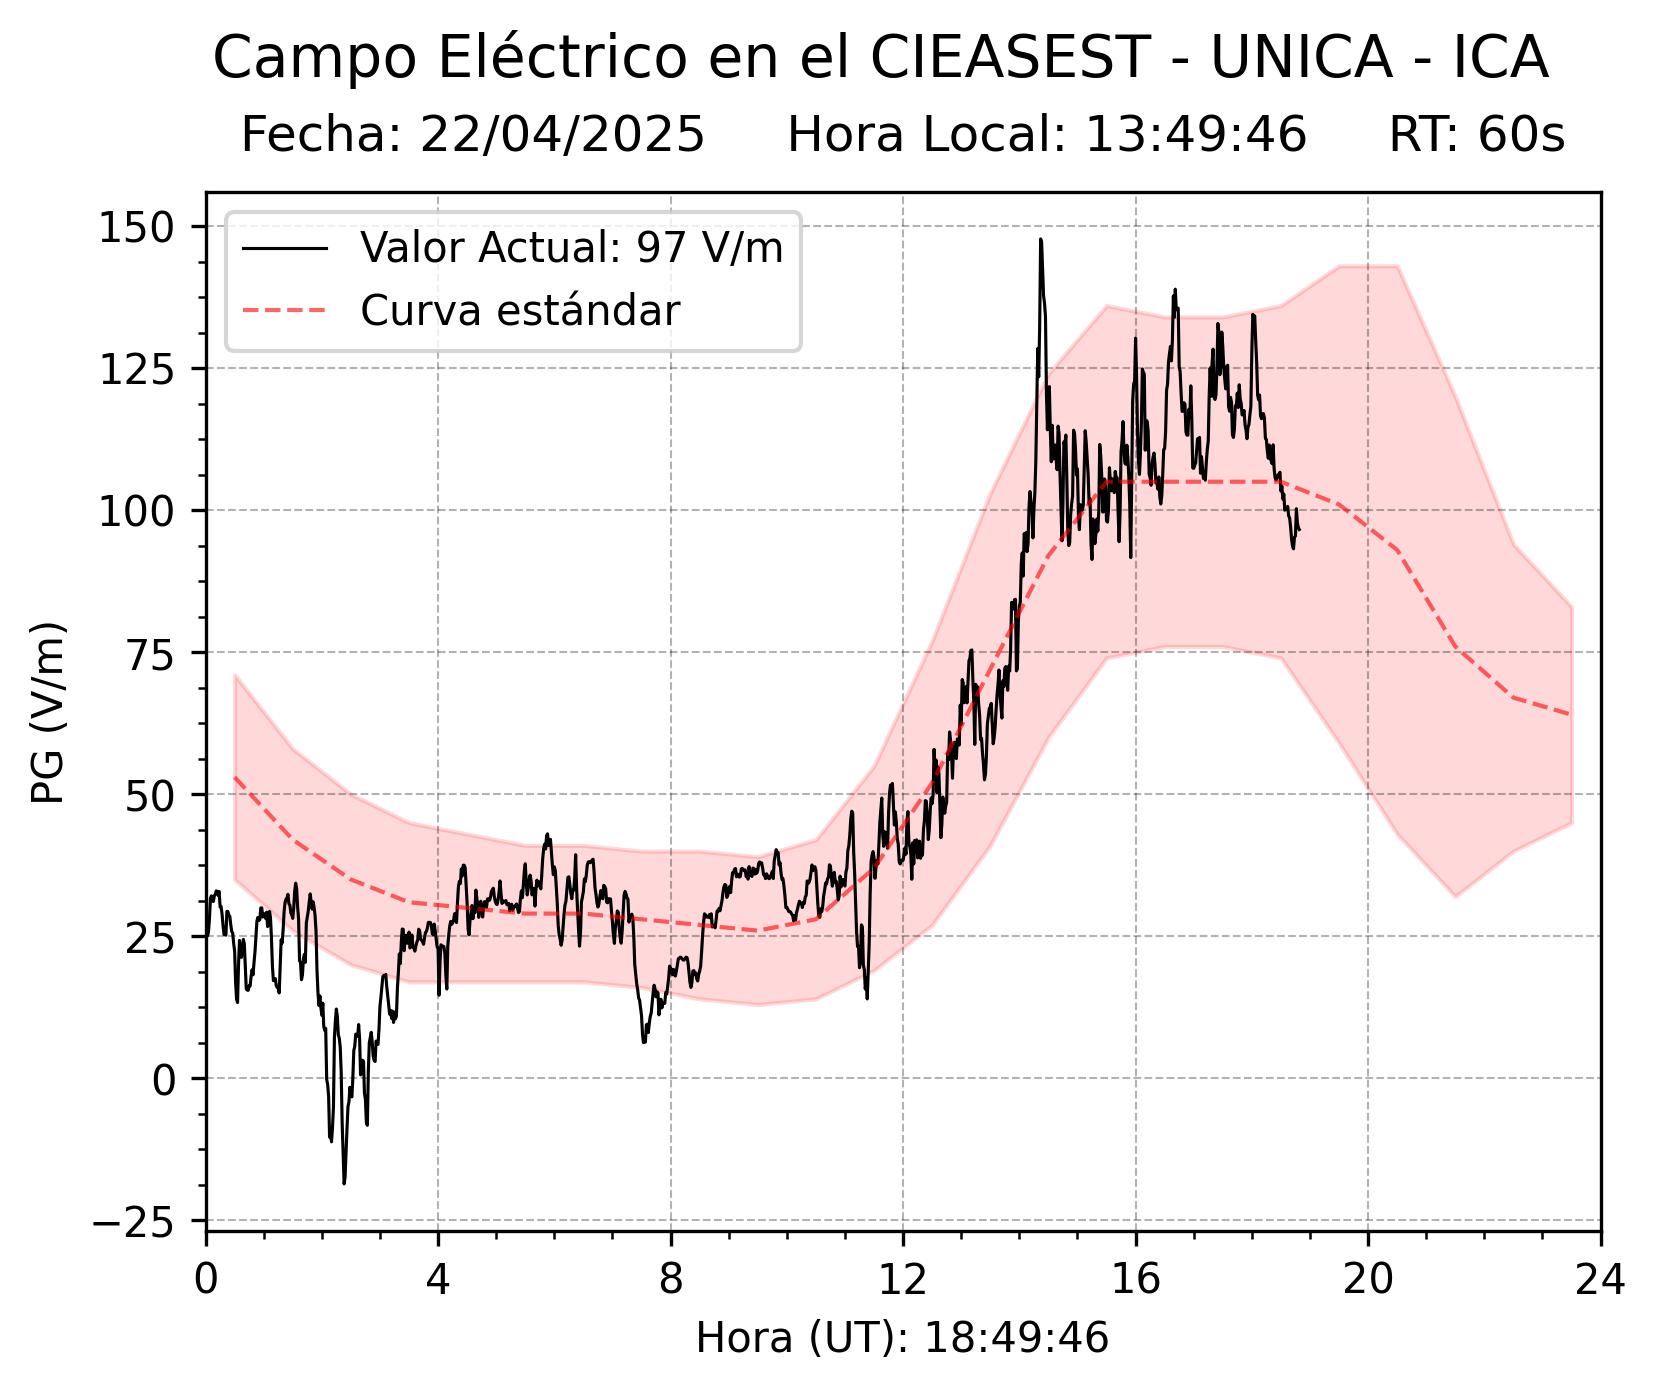 Campo Eléctrico en el CIEASEST - UNICA - ICA
Fecha: 22/04/2025 Hora Local: 13:49:46 RT: 60s
Valor Actual: 97 V/m
Curva estándar
PG (V/m)
150
125
100
75
50
25
0
−25
0 4 8 12 16 20 24
Hora (UT): 18:49:46